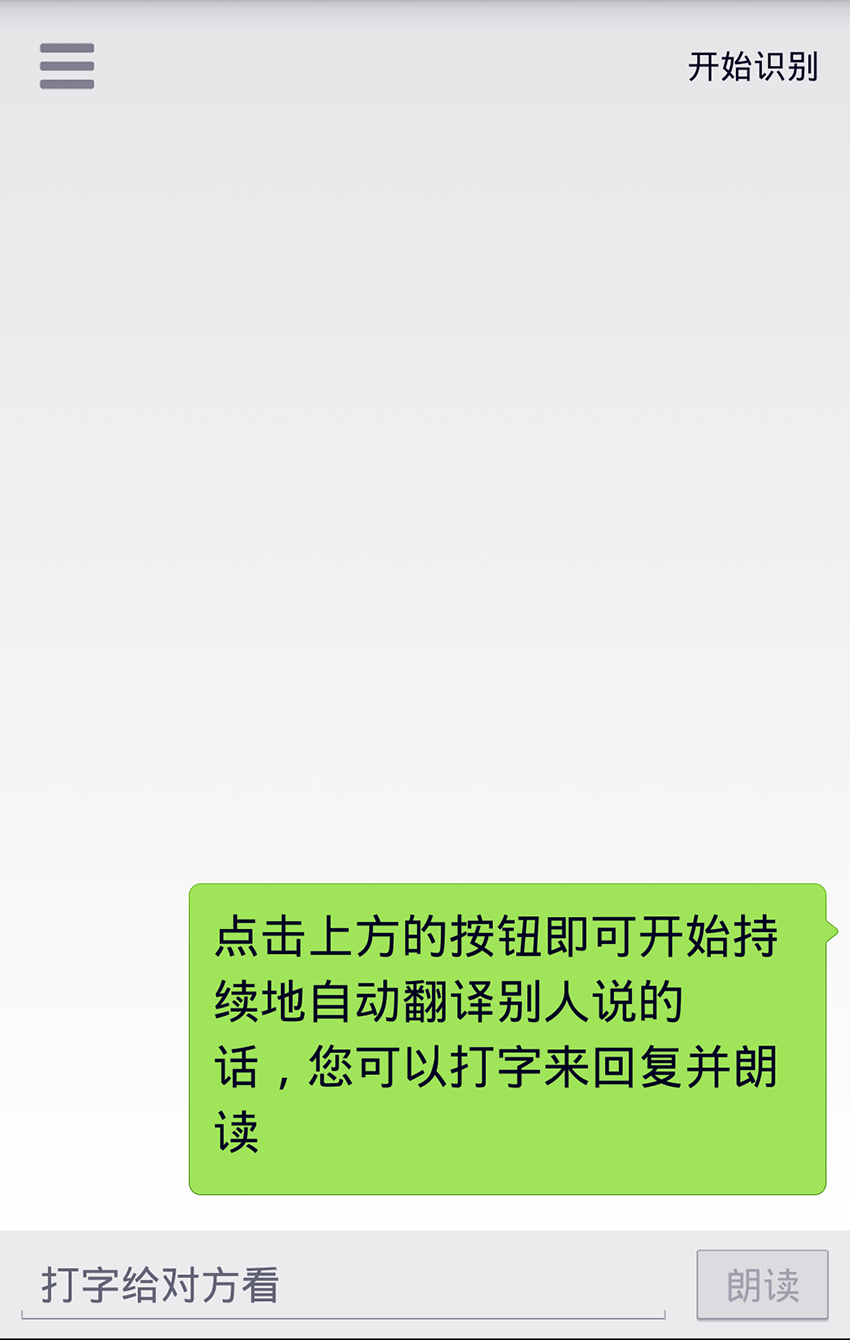 开始识别
点击上方的按钮即可开始持
续地自动翻译别人说的
话，您可以打字来回复并朗
读
打字给对方看
朗读